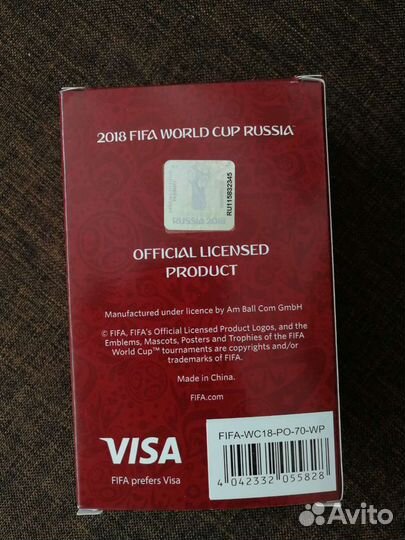 2018 FIFA WORLD CUP RUSSIA
RUSSIA 2018
RU115832345
OFFICIAL LICENSED
PRODUCT
Manufactured under licence by Am Ball Com GmbH
© FIFA, FIFA's Official Licensed Product Logos, and the
Emblems, Mascots, Posters and Trophies of the FIFA
World Cup™ tournaments are copyrights and/or
trademarks of FIFA.
Made in China.
FIFA.com
VISA
FIFA prefers Visa
FIFA-WC18-PO-70-WP
4 042332 055828
Avito